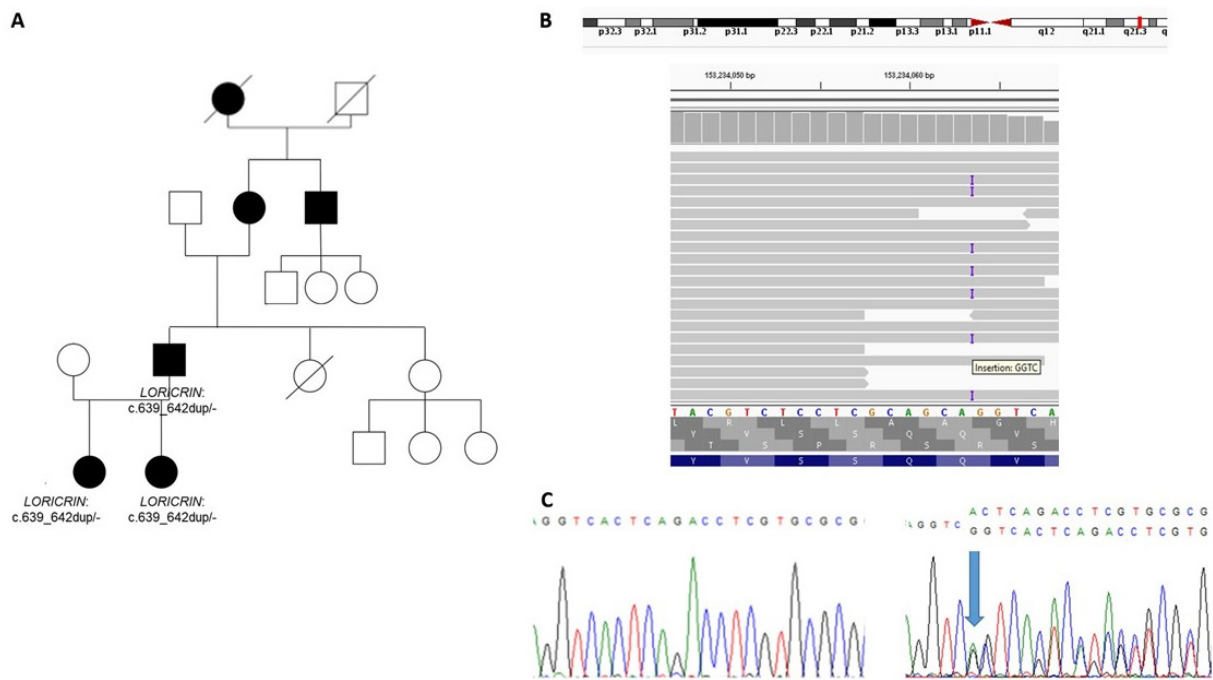 A
B
p32.3 p32.1 p31.2 p31.1 p22.3 p22.1 p21.2 p13.3 p13.1 p11.1 q12 q21.1 q21.3 q
153,234,050 bp 153,234,060 bp
Insertion: GGTC
T A C G T C T C C T C G C A G C A G G T C A
L R L L A A G H
Y V S S Q Q V
T S P R S R S
Y V S S Q Q V
LORICRIN:
c.639_642dup/-
LORICRIN: LORICRIN:
c.639_642dup/- c.639_642dup/-
C
G G T C A C T C A G A C C T C G T G C G C G
A C T C A G A C C T C G T G C G C G
A G G T C
G G T C A C T C A G A C C T C G T G